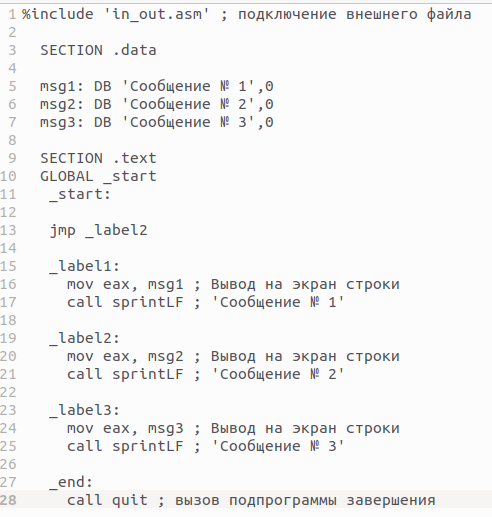 1 %include 'in_out.asm' ; подключение внешнего файла
2
3 SECTION .data
4
5 msg1: DB 'Сообщение № 1',0
6 msg2: DB 'Сообщение № 2',0
7 msg3: DB 'Сообщение № 3',0
8
9 SECTION .text
10 GLOBAL _start
11 _start:
12
13 jmp _label2
14
15 _label1:
16 mov eax, msg1 ; Вывод на экран строки
17 call sprintLF ; 'Сообщение № 1'
18
19 _label2:
20 mov eax, msg2 ; Вывод на экран строки
21 call sprintLF ; 'Сообщение № 2'
22
23 _label3:
24 mov eax, msg3 ; Вывод на экран строки
25 call sprintLF ; 'Сообщение № 3'
26
27 _end:
28 call quit ; вызов подпрограммы завершения